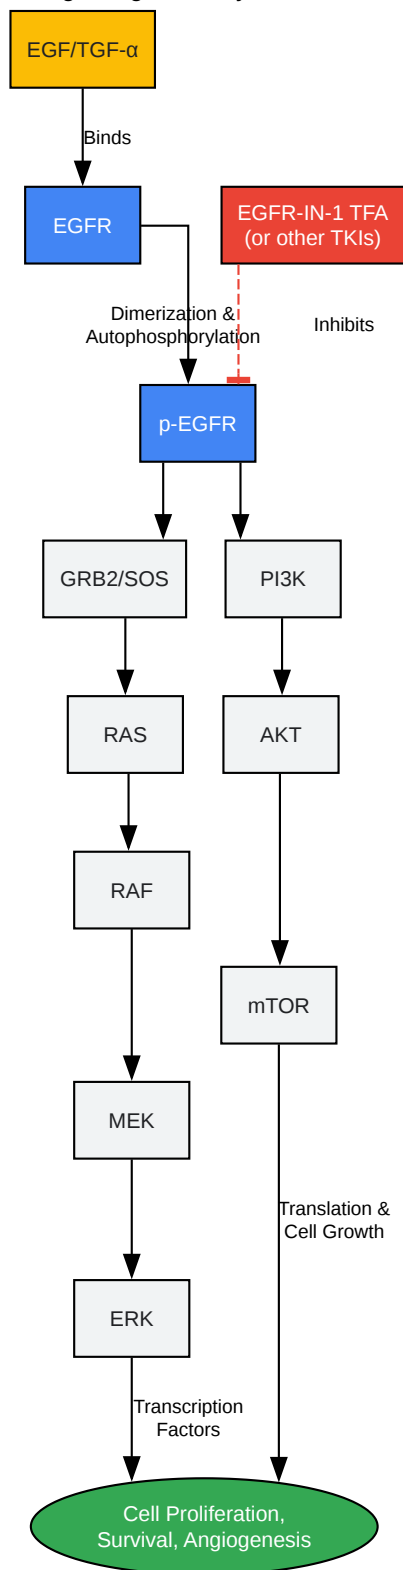 EGF/TGF-α
Binds
EGFR
EGFR-IN-1 TFA
(or other TKIs)
Dimerization &
Autophosphorylation
Inhibits
p-EGFR
GRB2/SOS
PI3K
RAS
AKT
RAF
mTOR
MEK
Translation &
Cell Growth
ERK
Transcription
Factors
Cell Proliferation,
Survival, Angiogenesis